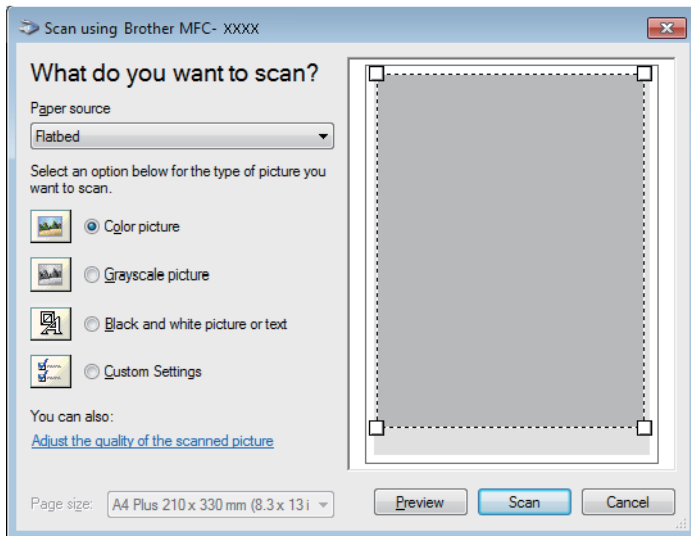 Scan using Brother MFC- XXXX
What do you want to scan?
Paper source
Flatbed
Select an option below for the type of picture you
want to scan.
Color picture
Grayscale picture
Black and white picture or text
Custom Settings
You can also:
Adjust the quality of the scanned picture
Page size: A4 Plus 210 x 330 mm (8.3 x 13 i
Preview Scan Cancel